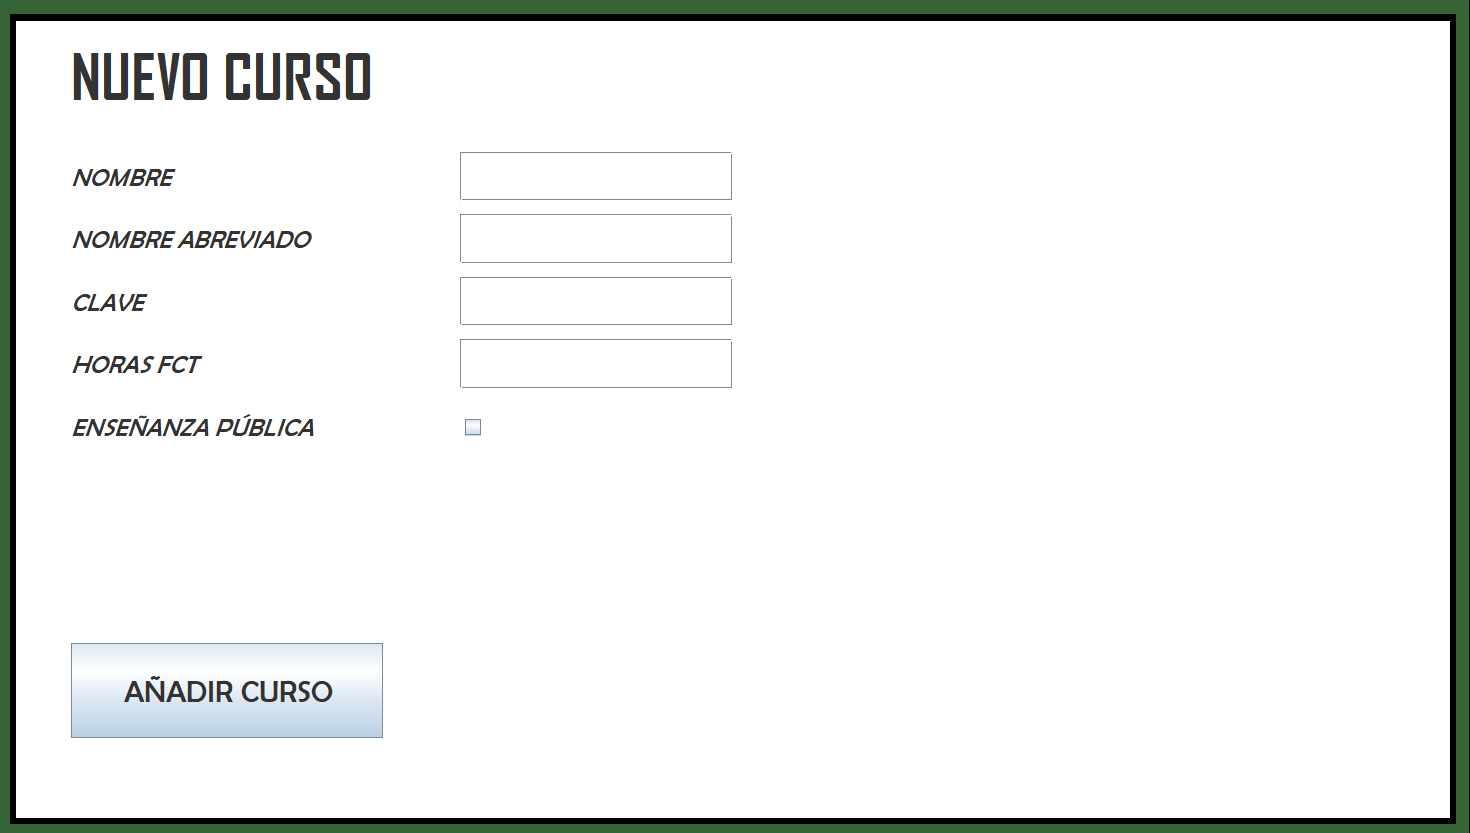 NUEVO CURSO
NOMBRE
NOMBRE ABREVIADO
CLAVE
HORAS FCT
ENSEÑANZA PÚBLICA
AÑADIR CURSO